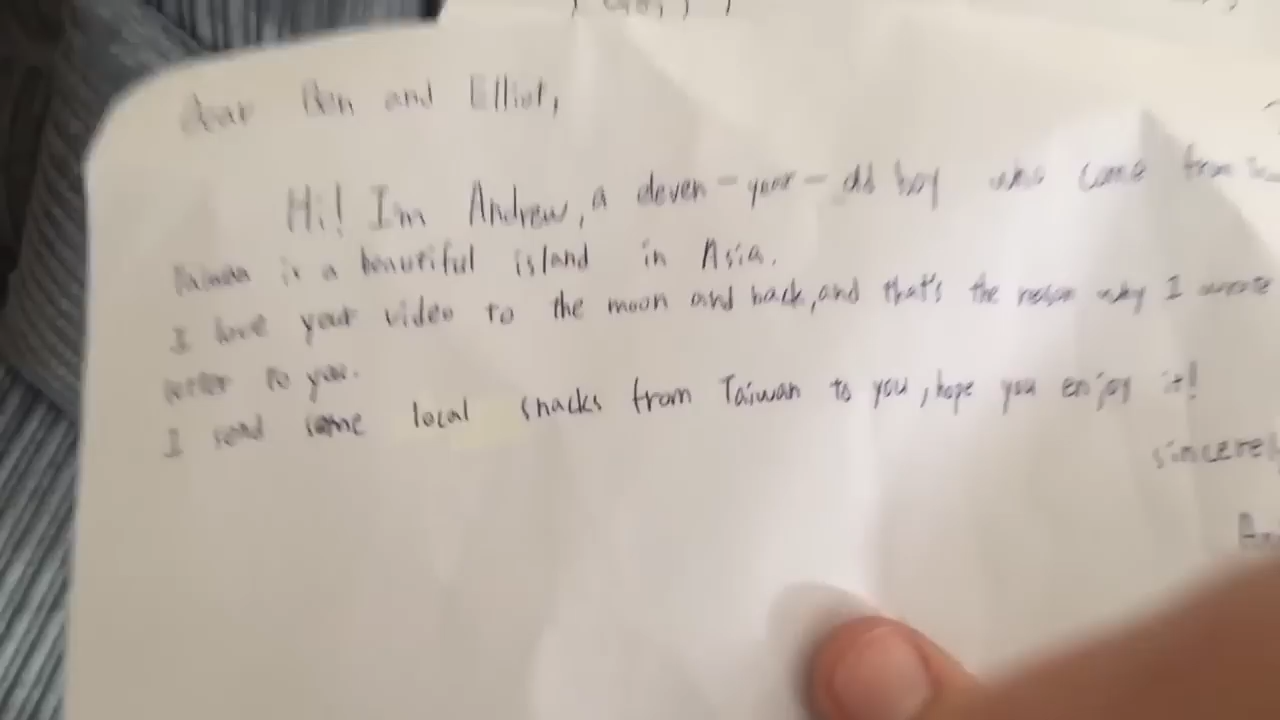 Dear Ben and Elliot,
Hi! I'm Andrew, a eleven-year-old boy who came from
Taiwan is a beautiful island in Asia.
I love your video to the moon and back, and that's the reason why I wrote
letter to you.
I send some local snacks from Taiwan to you, hope you enjoy it!
sincerel